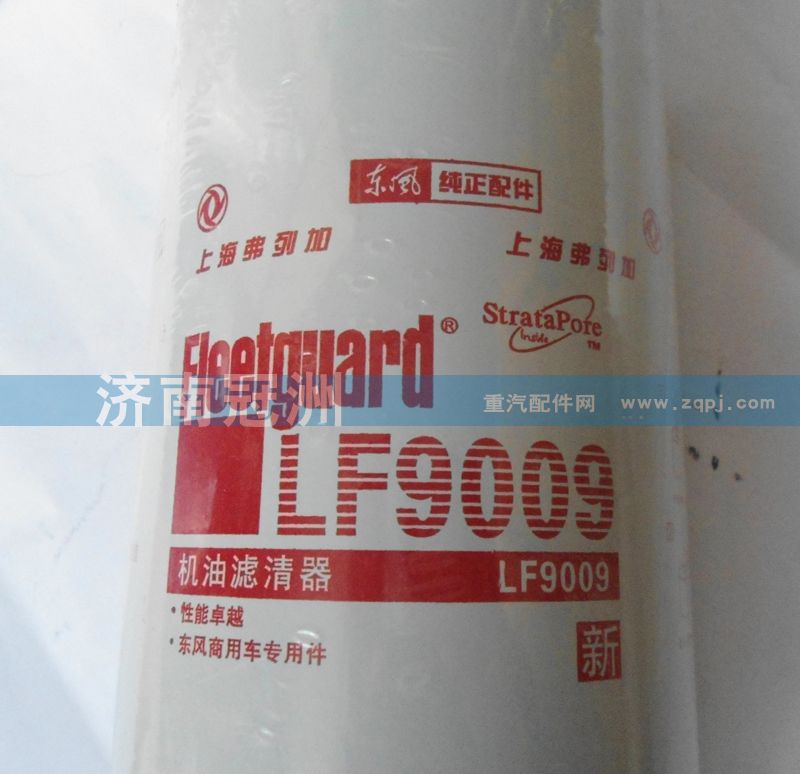 东风 纯正配件
上海弗列加
上海弗列加
Fleetguard®
StrataPore
Inside
TM
济南冠洲
重汽配件网 www.zqpj.com
LF9009
机油滤清器 LF9009
·性能卓越
·东风商用车专用件
新